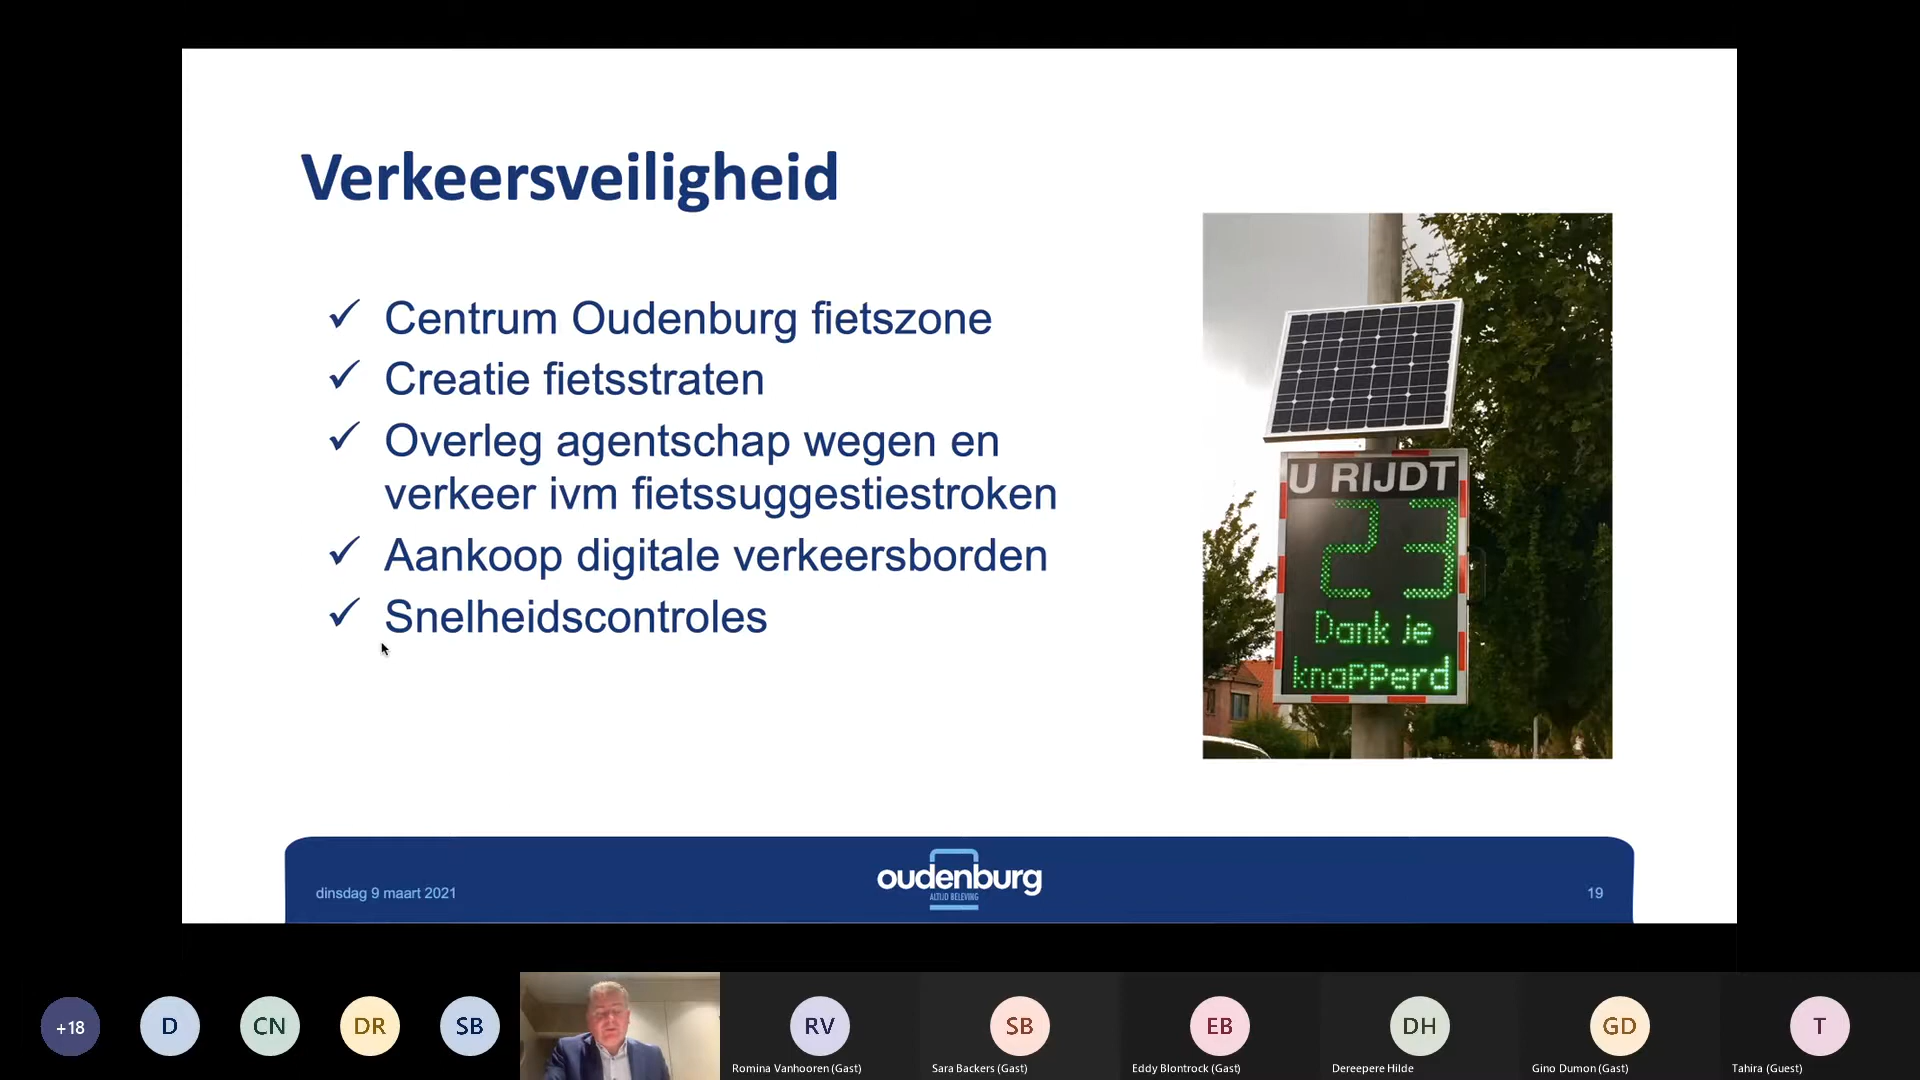 Verkeersveiligheid
Centrum Oudenburg fietszone
Creatie fietsstraten
Overleg agentschap wegen en
verkeer ivm fietssuggestiestroken
Aankoop digitale verkeersborden
Snelheidscontroles
U RIJDT
23
Dank je
knapperd
dinsdag 9 maart 2021
oudenburg
ALTIJD BELEVING
19
+18
D
CN
DR
SB
RV
SB
EB
DH
GD
T
Romina Vanhooren (Gast)
Sara Backers (Gast)
Eddy Blontrock (Gast)
Dereepere Hilde
Gino Dumon (Gast)
Tahira (Guest)